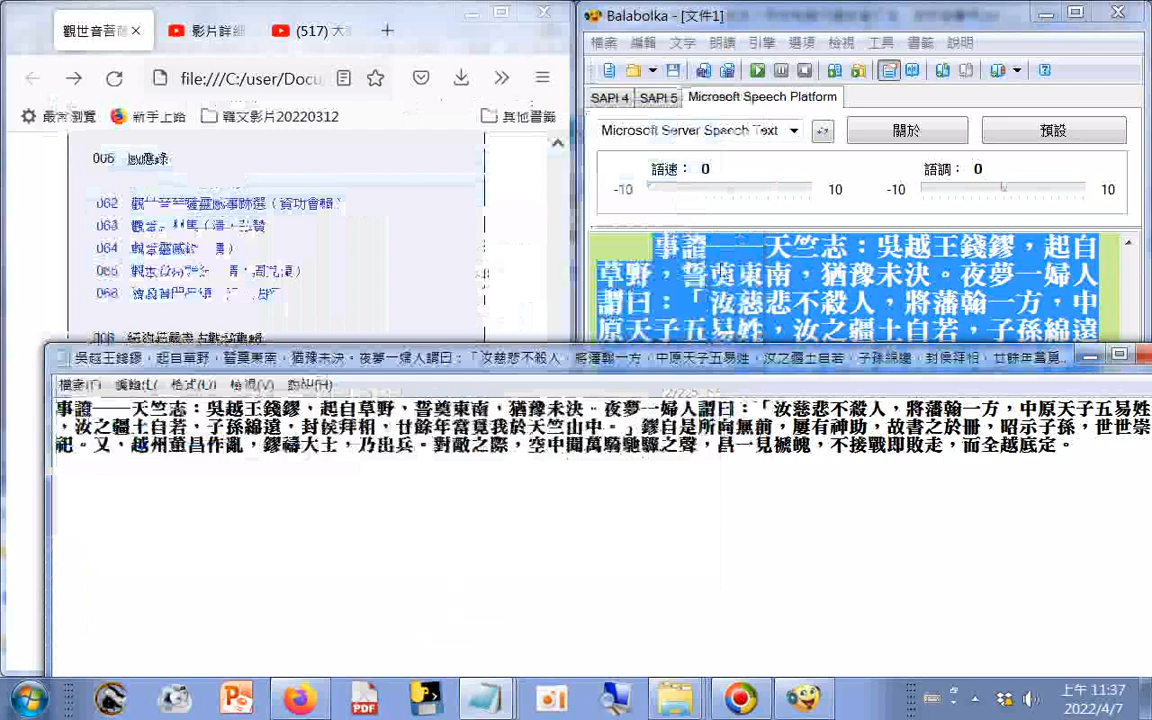 觀世音菩薩
影片詳細
(517) 大
Balabolka - [文件1]
檔案 編輯 文字 朗讀 引擎 選項 檢視 工具 書籤 說明
file:///C:/user/Docu
最常瀏覽 新手上路 韓文影片20220312 其他書籤
SAPI 4 SAPI 5 Microsoft Speech Platform
Microsoft Server Speech Text 關於 預設
語速： 0 語調： 0
-10 10 -10 10
062
063
064
事證——天竺志：吳越王錢鏐，起自
草野，誓奠東南，猶豫未決。夜夢一婦人
謂曰：「汝慈悲不殺人，將藩翰一方，中
原天子五易姓，汝之疆土自若，子孫綿遠
吳越王錢鏐，起自草野，誓奠東南，猶豫未決。夜夢一婦人謂曰：「汝慈悲不殺人，將藩翰一方，中原天子五易姓，汝之疆土自若，子孫綿遠，封侯拜相，廿餘年當覓...
檔案(F) 編輯(E) 格式(O) 檢視(V) 說明(H)
事證——天竺志：吳越王錢鏐，起自草野，誓奠東南，猶豫未決。夜夢一婦人謂曰：「汝慈悲不殺人，將藩翰一方，中原天子五易姓
，汝之疆土自若，子孫綿遠，封侯拜相，廿餘年當覓我於天竺山中。」鏐自是所向無前，屢有神助，故書之於冊，昭示子孫，世世崇
祀。又，越州董昌作亂，鏐禱大士，乃出兵。對敵之際，空中聞萬騎馳驟之聲，昌一見褫魄，不接戰即敗走，而全越底定。
上午 11:37
2022/4/7